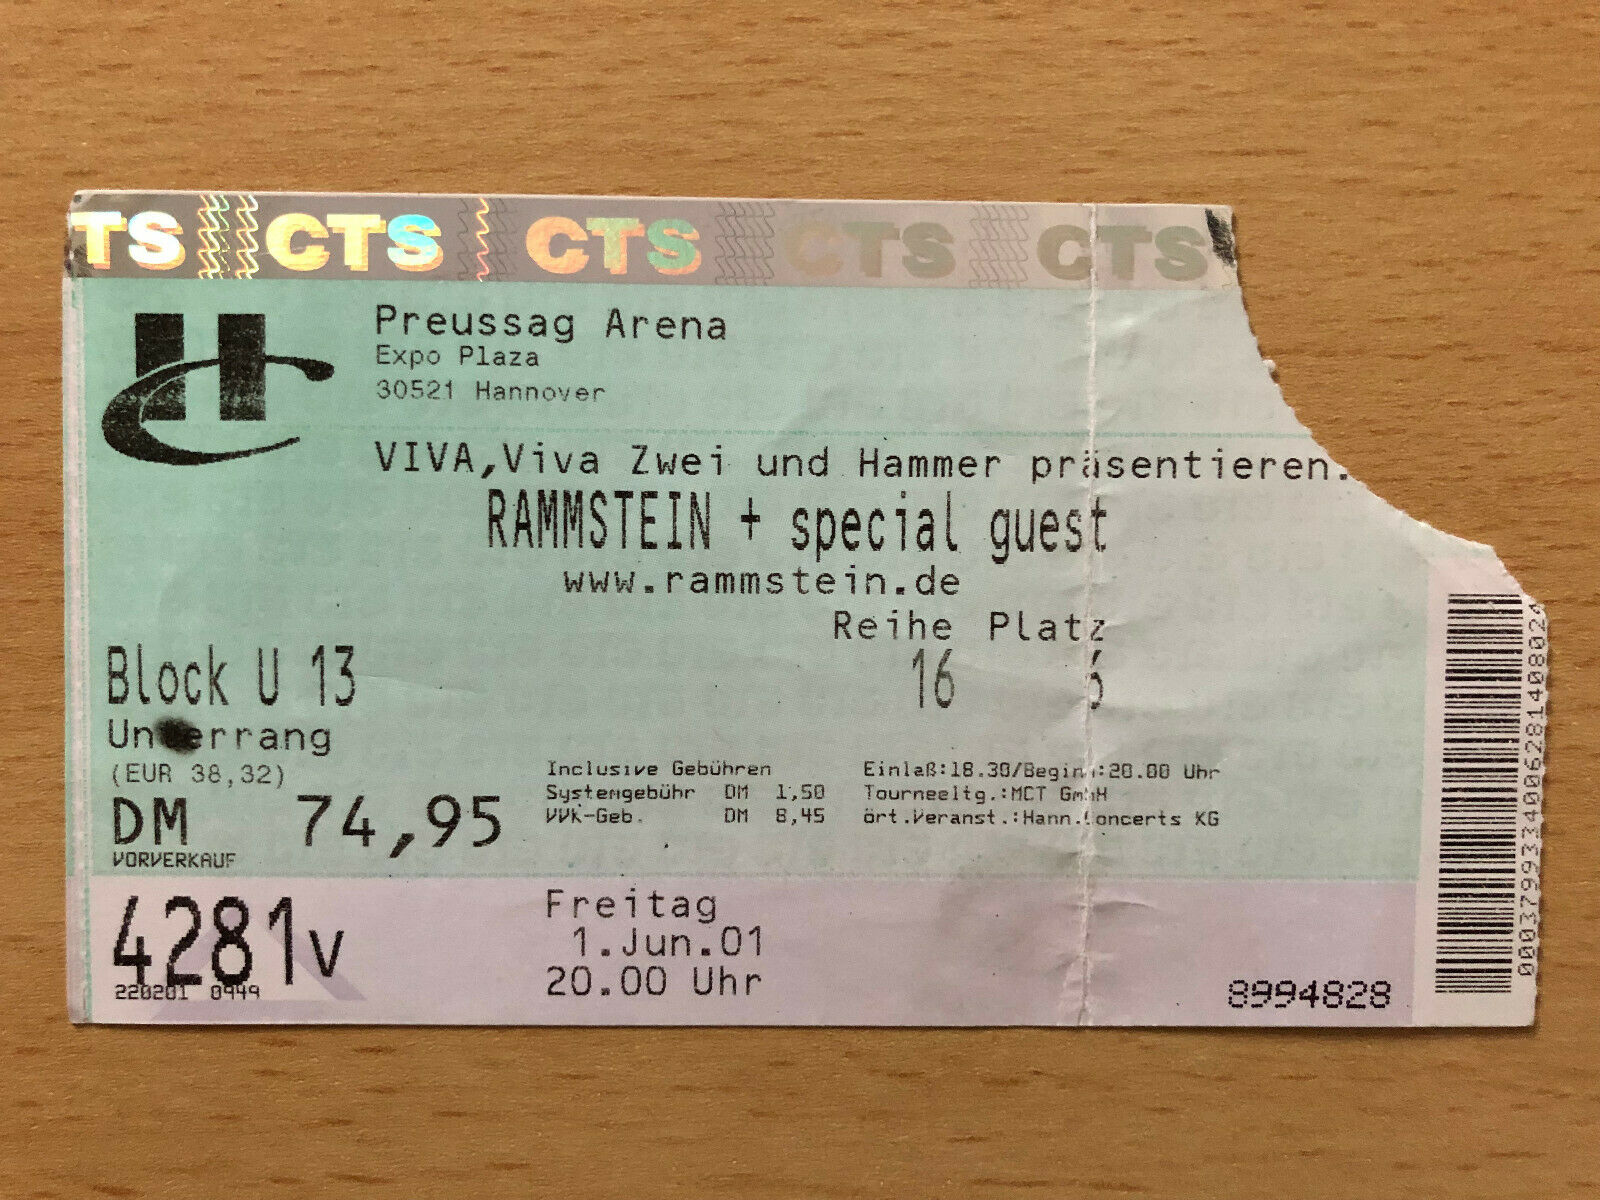 TS CTS CTS CTS CTS
Preussag Arena
Expo Plaza
30521 Hannover
VIVA,Viva Zwei und Hammer präsentieren.
RAMMSTEIN + special guest
www.rammstein.de
Reihe Platz
Block U 13 16 6
Unterrang
(EUR 38,32)
DM 74,95
VORVERKAUF
Inclusive Gebühren
Systemgebühr DM 1,50
VVK-Geb. DM 8,45
Einlaß:18.30/Beginn:20.00 Uhr
Tourneeltg.:MCT GmbH
ört.Veranst.:Hann.Concerts KG
4281v
220201 0949
Freitag
1.Jun.01
20.00 Uhr
8994828